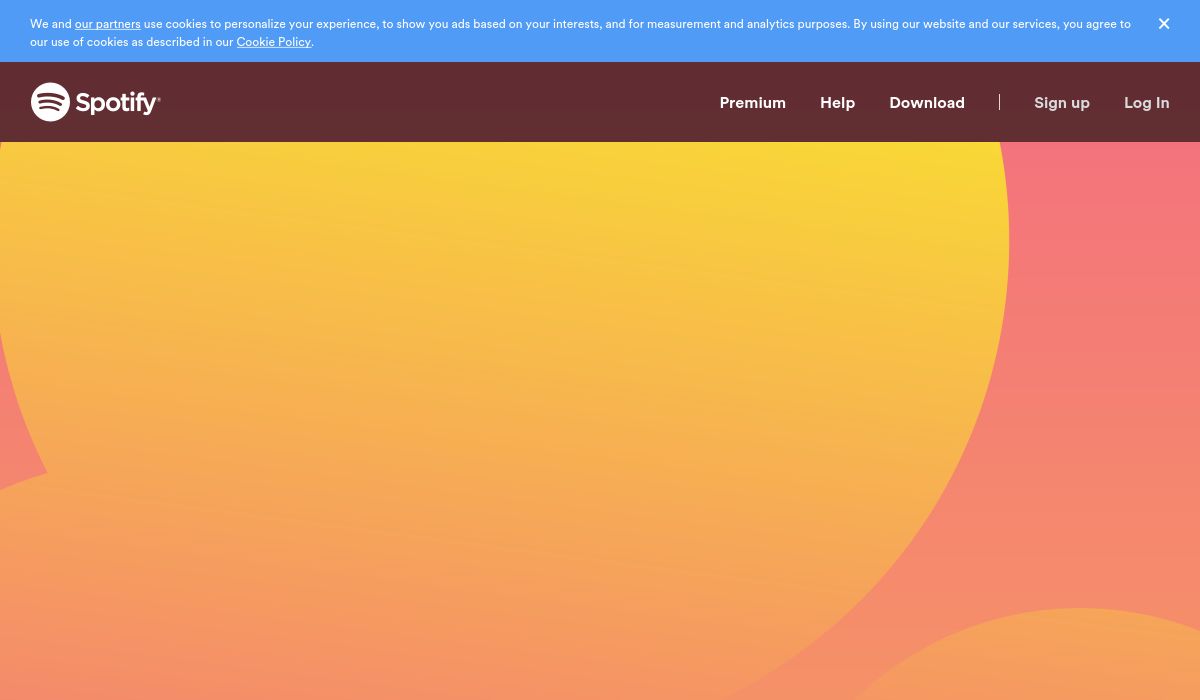 We and our partners use cookies to personalize your experience, to show you ads based on your interests, and for measurement and analytics purposes. By using our website and our services, you agree to
our use of cookies as described in our Cookie Policy.
Spotify®
Premium Help Download Sign up Log In